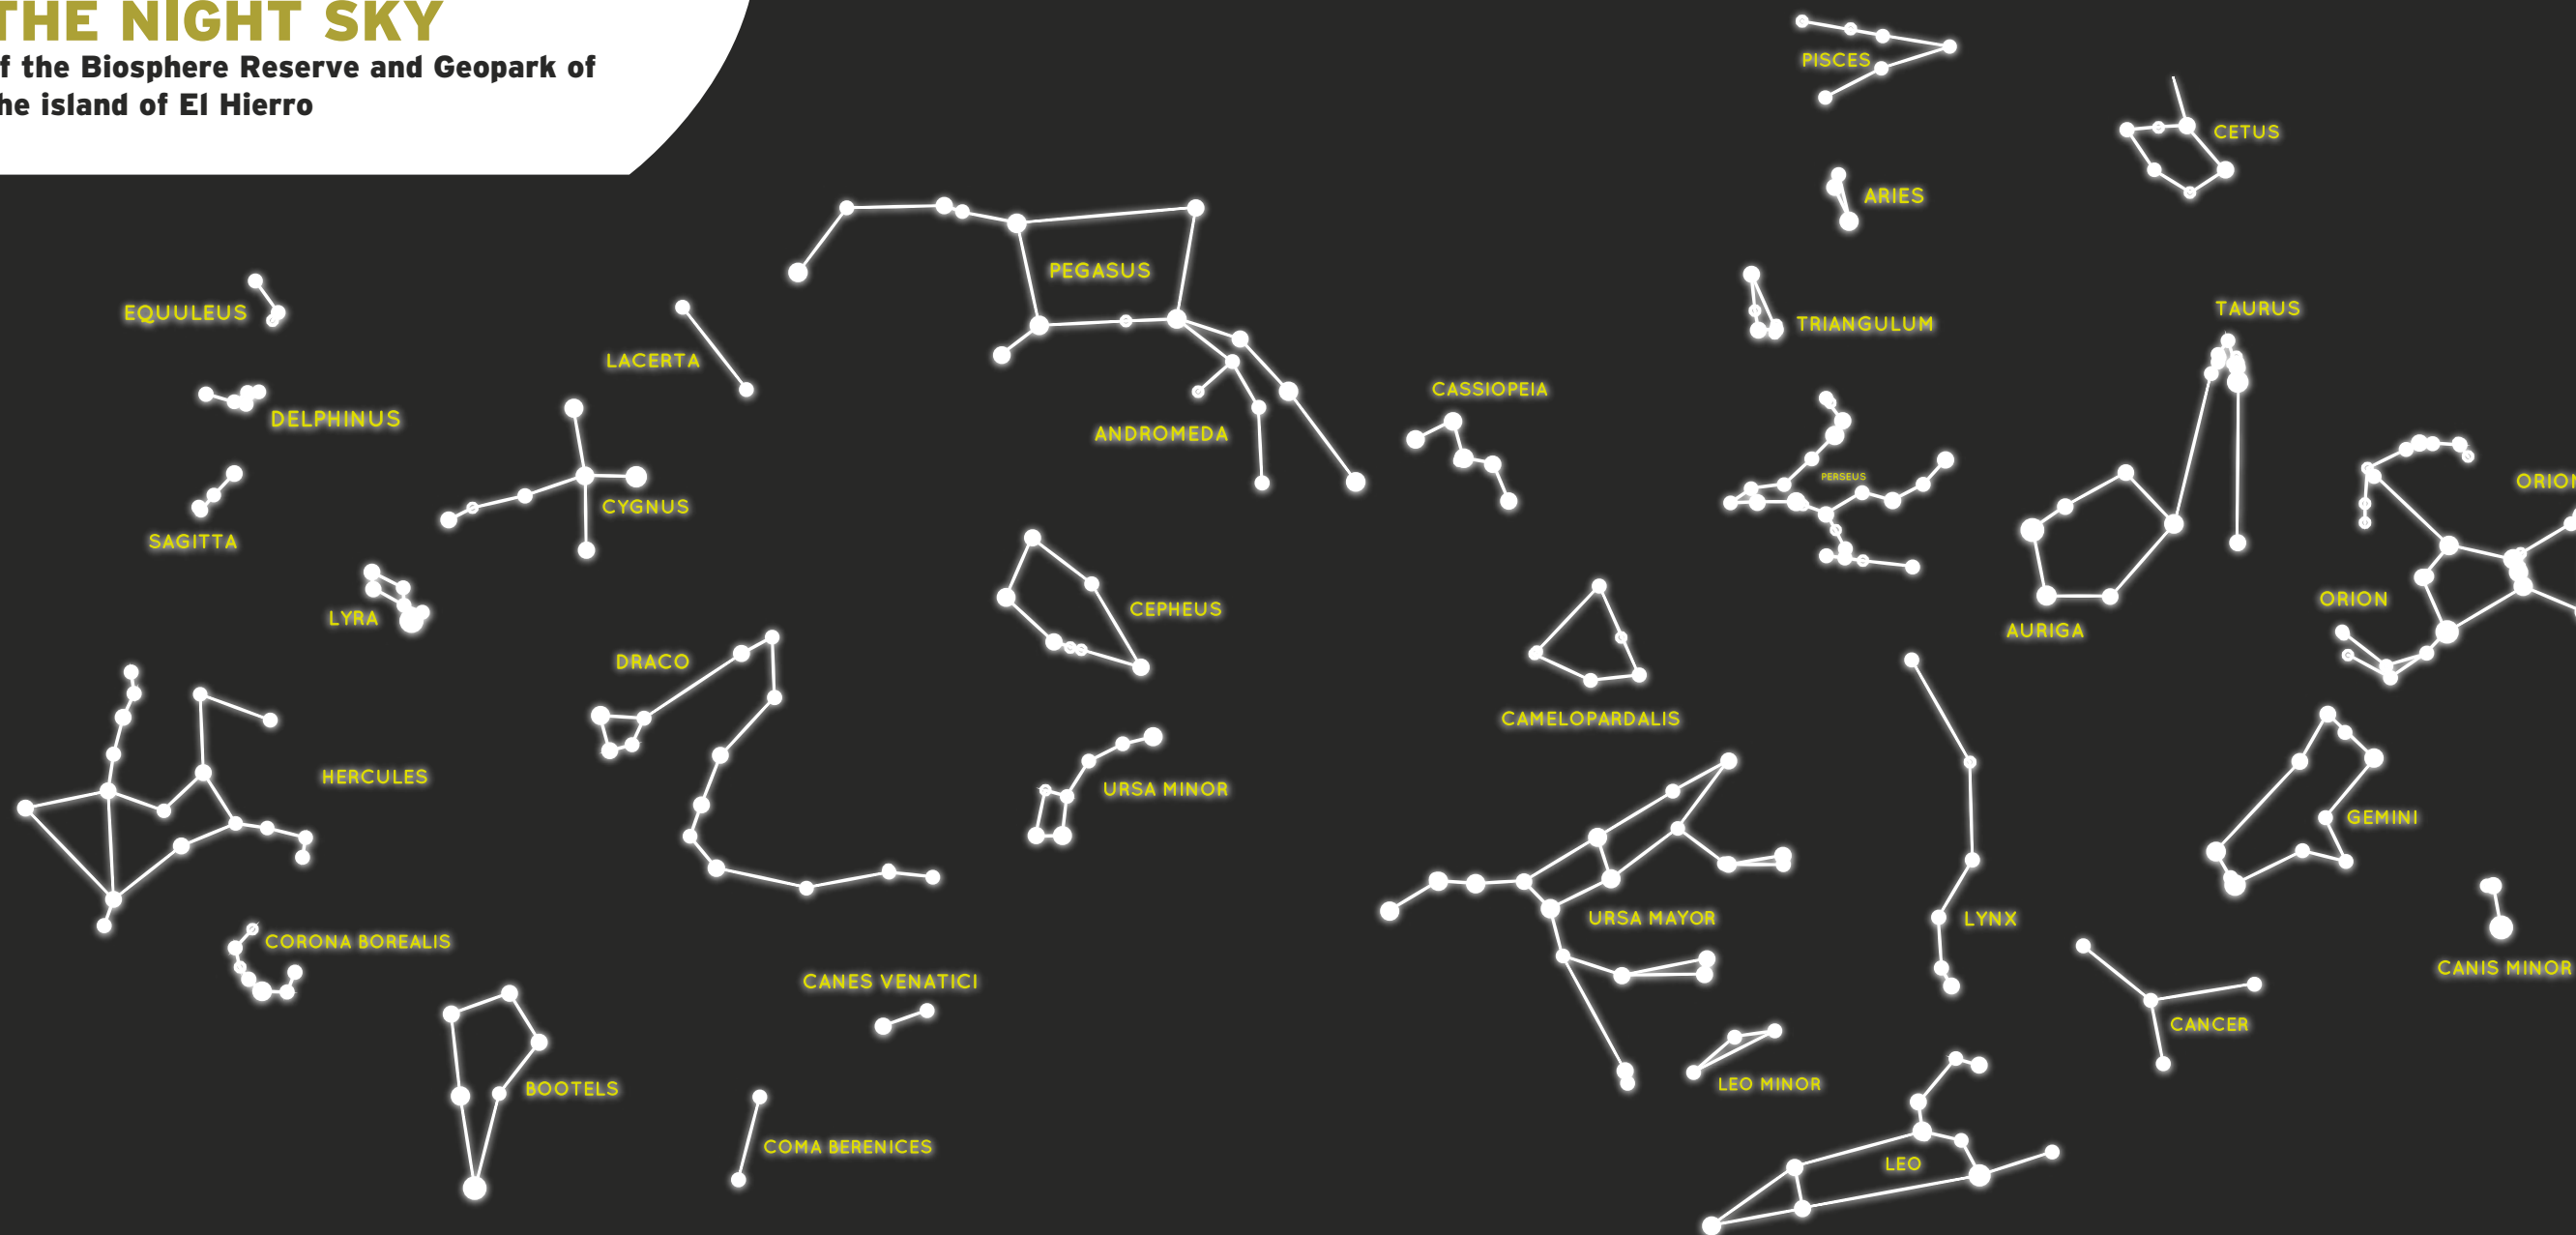 THE NIGHT SKY
f the Biosphere Reserve and Geopark of
he island of El Hierro
PISCES
CETUS
ARIES
PEGASUS
EQUULEUS
TAURUS
TRIANGULUM
LACERTA
CASSIOPEIA
DELPHINUS
ANDROMEDA
PERSEUS
ORION
CYGNUS
SAGITTA
ORION
CEPHEUS
LYRA
AURIGA
DRACO
CAMELOPARDALIS
HERCULES
URSA MINOR
GEMINI
URSA MAYOR
LYNX
CORONA BOREALIS
CANIS MINOR
CANES VENATICI
CANCER
LEO MINOR
BOOTELS
COMA BERENICES
LEO